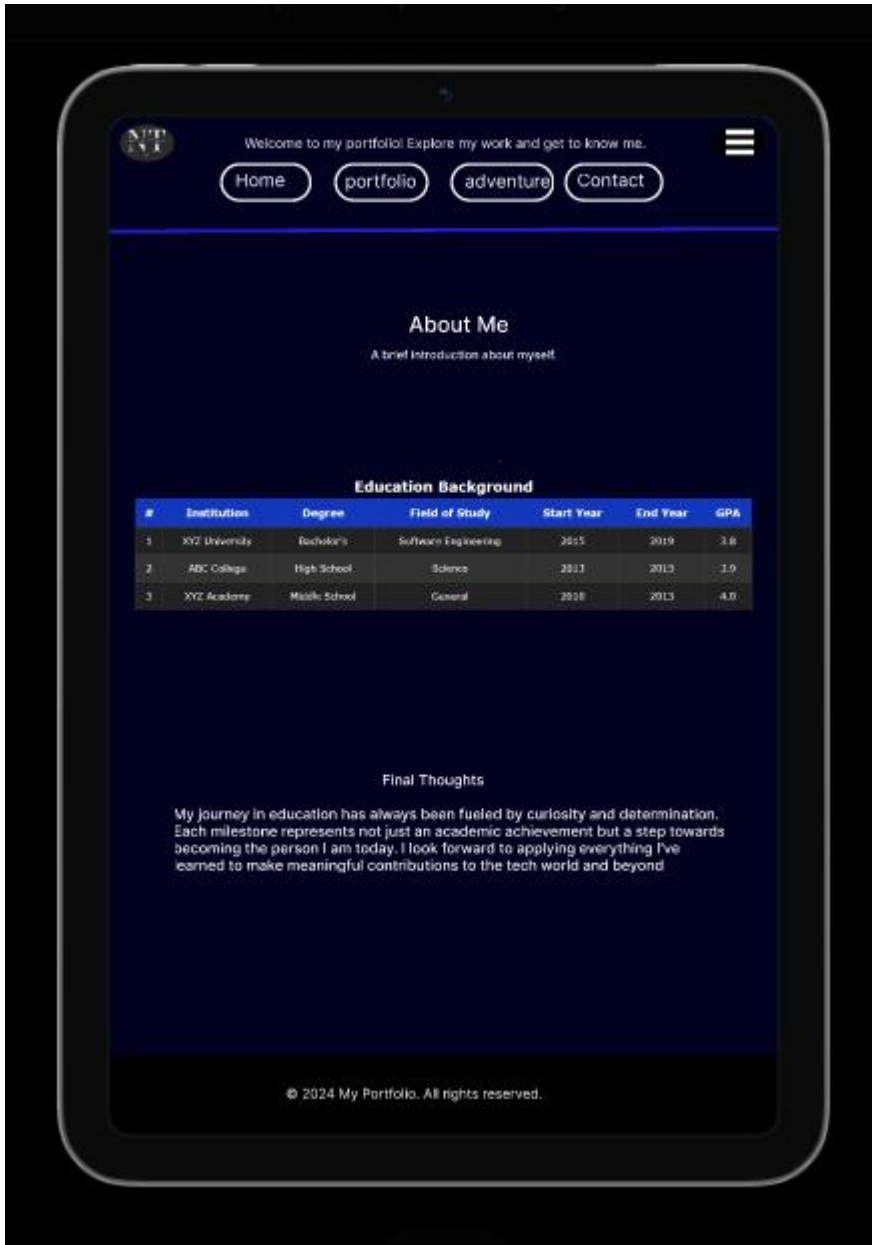 Welcome to my portfolio! Explore my work and get to know me.
Home portfolio adventure Contact
About Me
A brief introduction about myself.
Education Background
# Institution Degree Field of Study Start Year End Year GPA
1 XYZ University Bachelor's Software Engineering 2015 2019 3.8
2 ABC College High School Science 2013 2015 3.9
3 XYZ Academy Middle School General 2010 2013 4.0
Final Thoughts
My journey in education has always been fueled by curiosity and determination.
Each milestone represents not just an academic achievement but a step towards
becoming the person I am today. I look forward to applying everything I've
learned to make meaningful contributions to the tech world and beyond
© 2024 My Portfolio. All rights reserved.